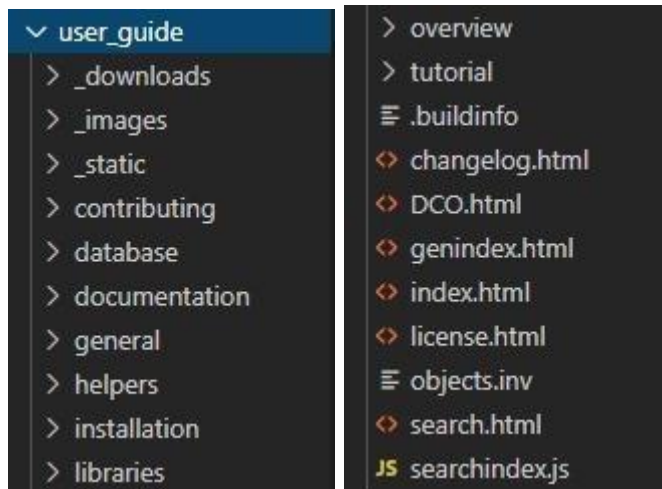 user_guide
_downloads
_images
_static
contributing
database
documentation
general
helpers
installation
libraries
overview
tutorial
.buildinfo
changelog.html
DCO.html
genindex.html
index.html
license.html
objects.inv
search.html
JS searchindex.js